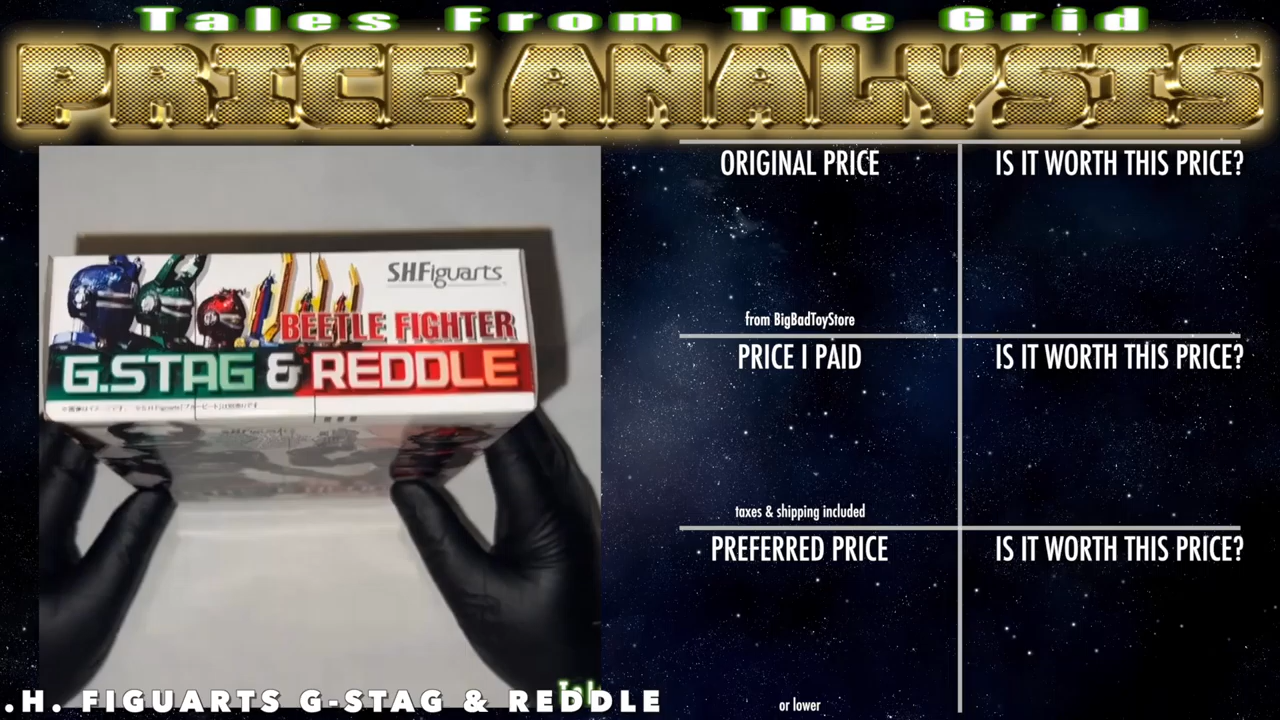 Tales From The Grid
PRICE ANALYSIS
ORIGINAL PRICE
IS IT WORTH THIS PRICE?
from BigBadToyStore
PRICE I PAID
IS IT WORTH THIS PRICE?
taxes & shipping included
PREFERRED PRICE
IS IT WORTH THIS PRICE?
or lower
S.H.Figuarts
BEETLE FIGHTER
G.STAG & REDDLE
.H. FIGUARTS G-STAG & REDDLE